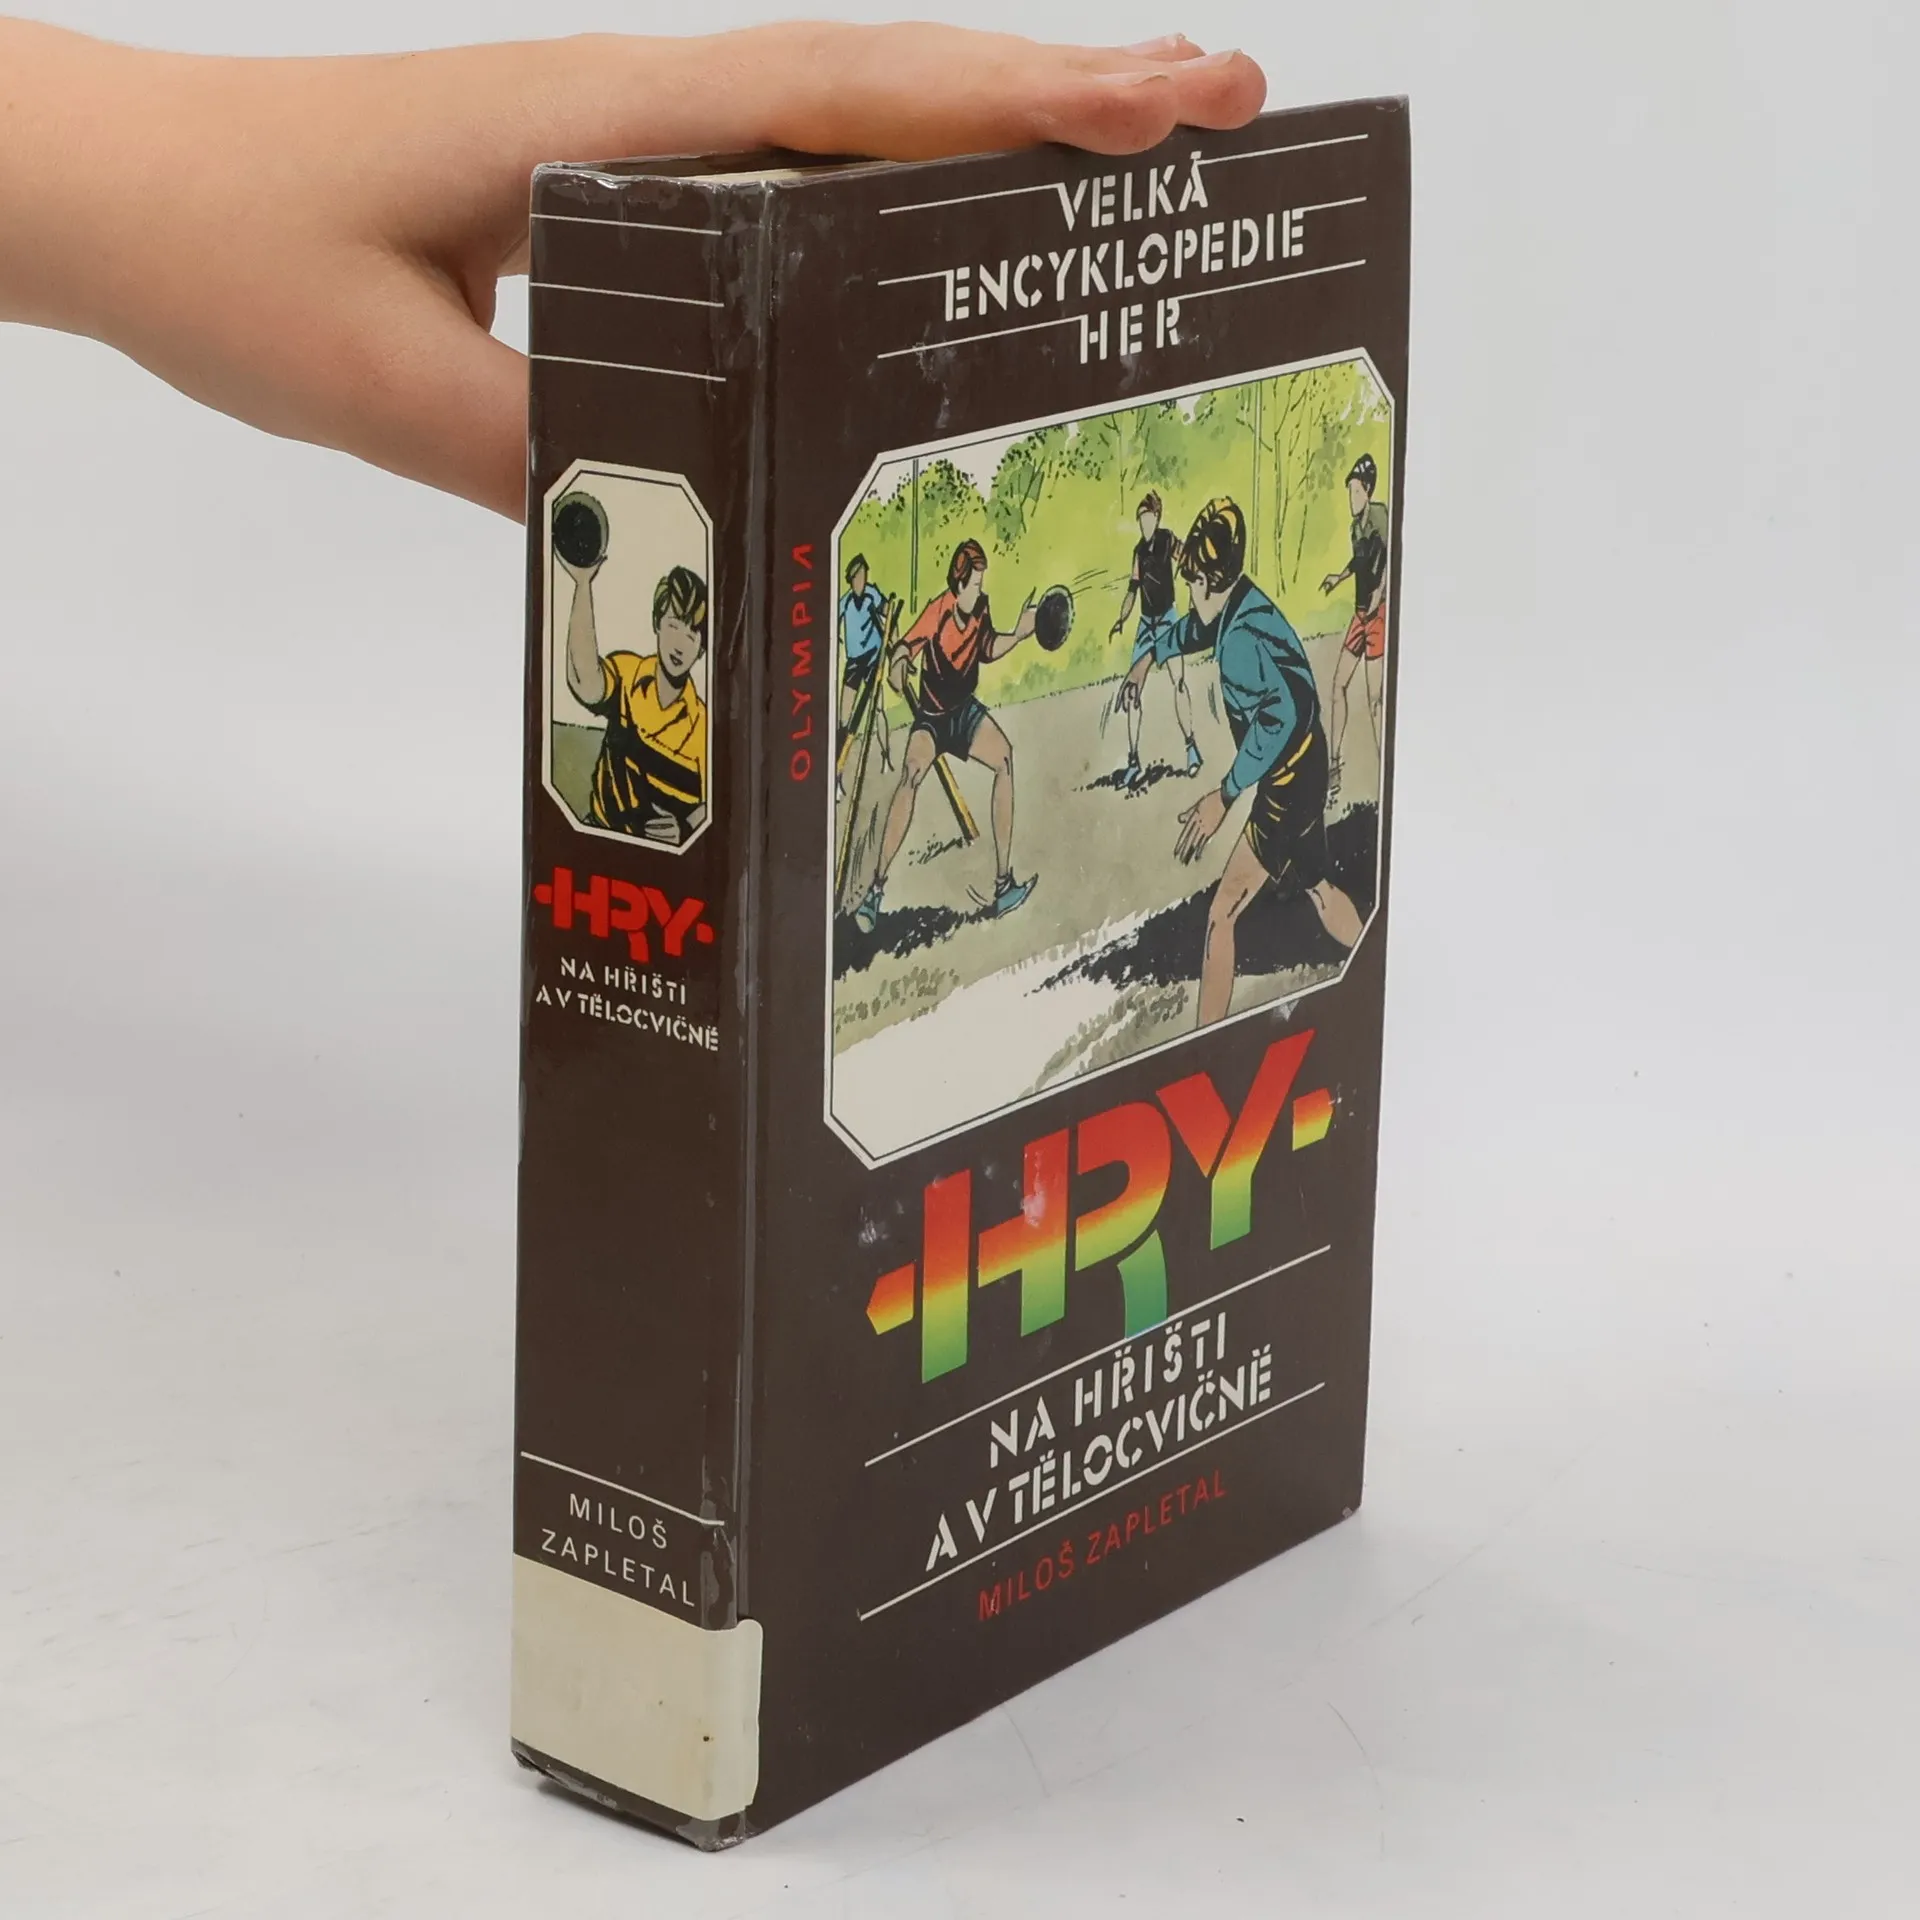 VELKÁ
ENCYKLOPEDIE
HER
OLYMPIA
HRY
NA HŘIŠTI
A V TĚLOCVIČNĚ
MILOŠ ZAPLETAL
HRY
NA HŘIŠTI
A V TĚLOCVIČNĚ
MILOŠ
ZAPLETAL